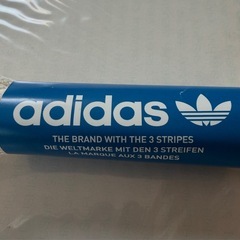 adidas
THE BRAND WITH THE 3 STRIPES
DIE WELTMARKE MIT DEN 3 STREIFEN
LA MARQUE AUX 3 BANDES